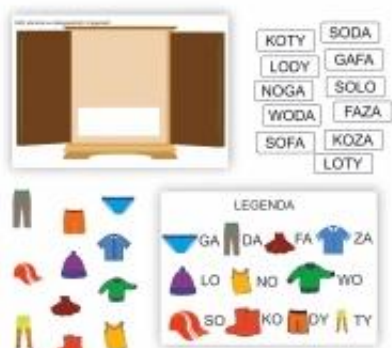 KOTY
SODA
LODY
GAFA
NOGA
SOLO
WODA
FAZA
SOFA
KOZA
LOTY
LEGENDA
GA DA FA ZA
LO NO WO
SO KO DY TY